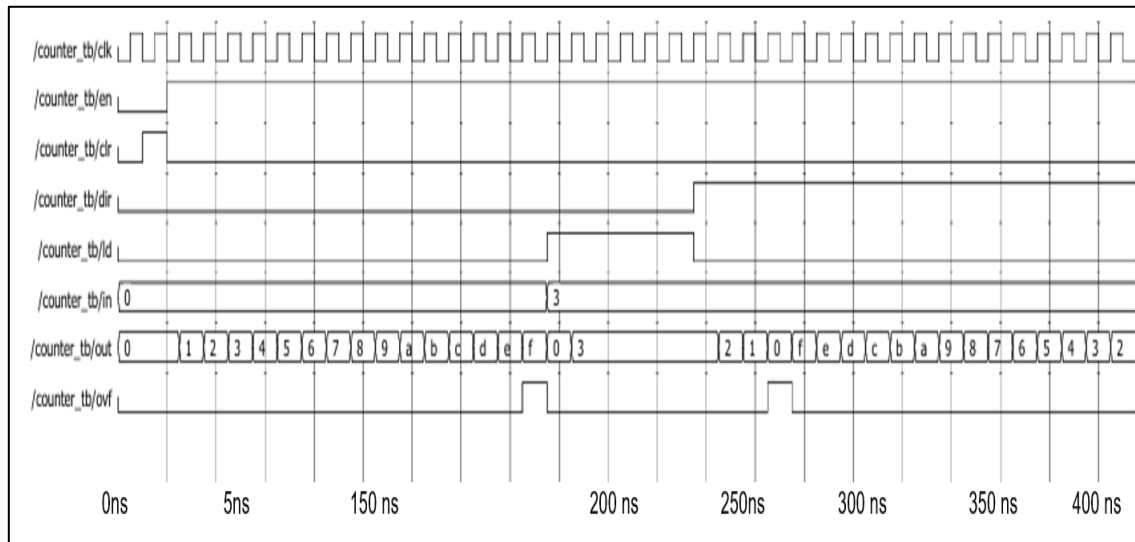 /counter_tb/clk
/counter_tb/en
/counter_tb/clr
/counter_tb/dir
/counter_tb/ld
/counter_tb/in 0 3
/counter_tb/out 0 1 2 3 4 5 6 7 8 9 a b c d e f 0 3 2 1 0 f e d c b a 9 8 7 6 5 4 3 2
/counter_tb/ovf
0ns 5ns 150 ns 200 ns 250ns 300 ns 350 ns 400 ns